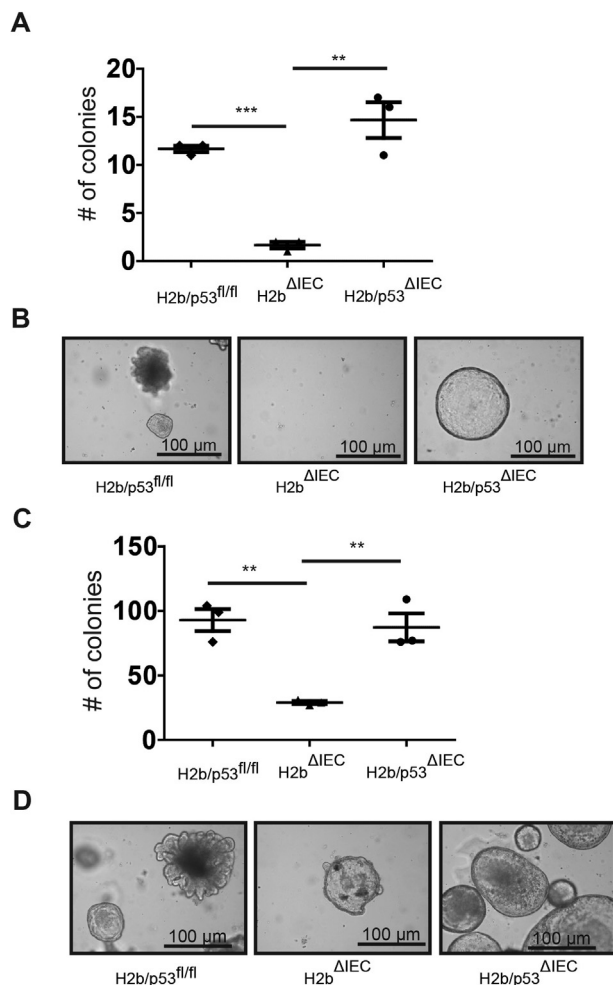 A
20
**
***
15
10
5
0
# of colonies
H2b/p53fl/fl H2bΔIEC H2b/p53ΔIEC
B
100 µm 100 µm 100 µm
H2b/p53fl/fl H2bΔIEC H2b/p53ΔIEC
C
150
** **
100
50
0
# of colonies
H2b/p53fl/fl H2bΔIEC H2b/p53ΔIEC
D
100 µm 100 µm 100 µm
H2b/p53fl/fl H2bΔIEC H2b/p53ΔIEC